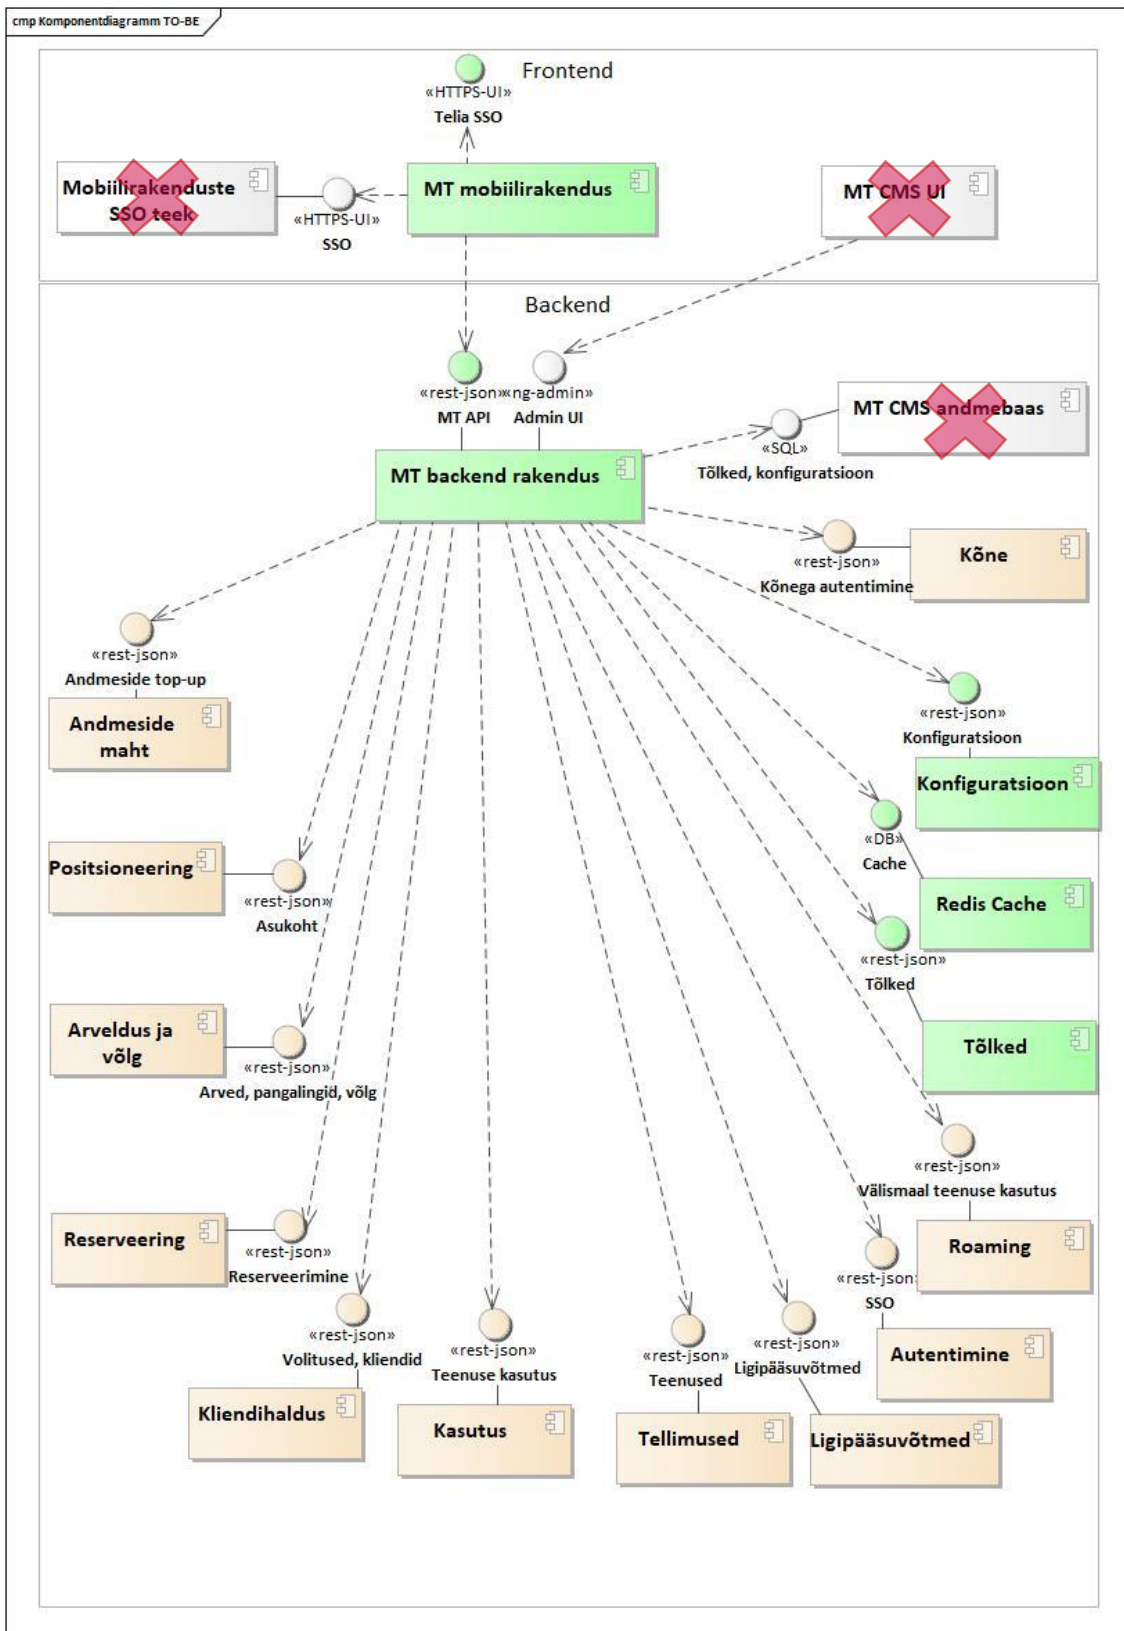 cmp Komponentdiagramm TO-BE
Frontend
«HTTPS-UI»
Telia SSO
Mobiilirakenduste
SSO teek
«HTTPS-UI»
SSO
MT mobiilirakendus
MT CMS UI
Backend
«rest-json»
MT API
«ng-admin»
Admin UI
MT CMS andmebaas
«SQL»
Tõlked, konfiguratsioon
MT backend rakendus
«rest-json»
Kõnega autentimine
Kõne
«rest-json»
Andmeside top-up
Andmeside
maht
«rest-json»
Konfiguratsioon
Konfiguratsioon
«DB»
Cache
Redis Cache
Positsioneering
«rest-json»
Asukoht
«rest-json»
Tõlked
Tõlked
Arveldus ja
võlg
«rest-json»
Arved, pangalingid, võlg
«rest-json»
Välismaal teenuse kasutus
Roaming
Reserveering
«rest-json»
Reserveerimine
«rest-json»
SSO
Autentimine
«rest-json»
Volitused, kliendid
Kliendihaldus
«rest-json»
Teenuse kasutus
Kasutus
«rest-json»
Teenused
Tellimused
«rest-json»
Ligipääsuvõtmed
Ligipääsuvõtmed